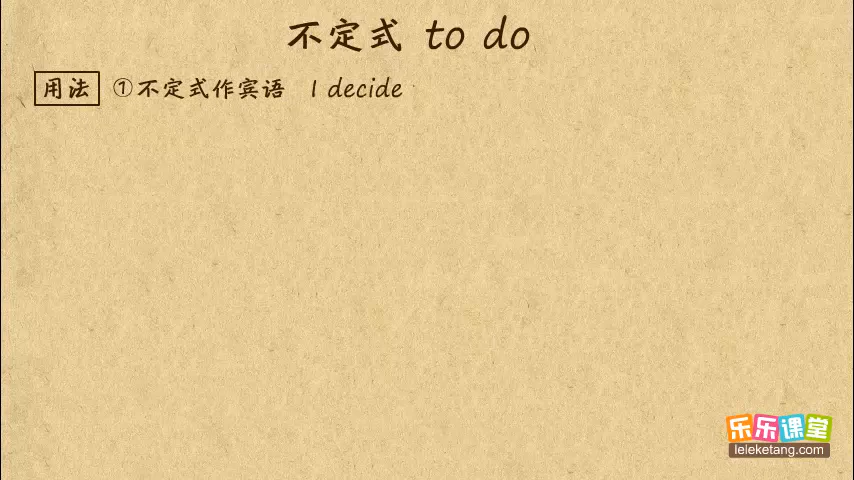 不定式 to do
用法 ①不定式作宾语 I decide
乐乐课堂
leleketang.com